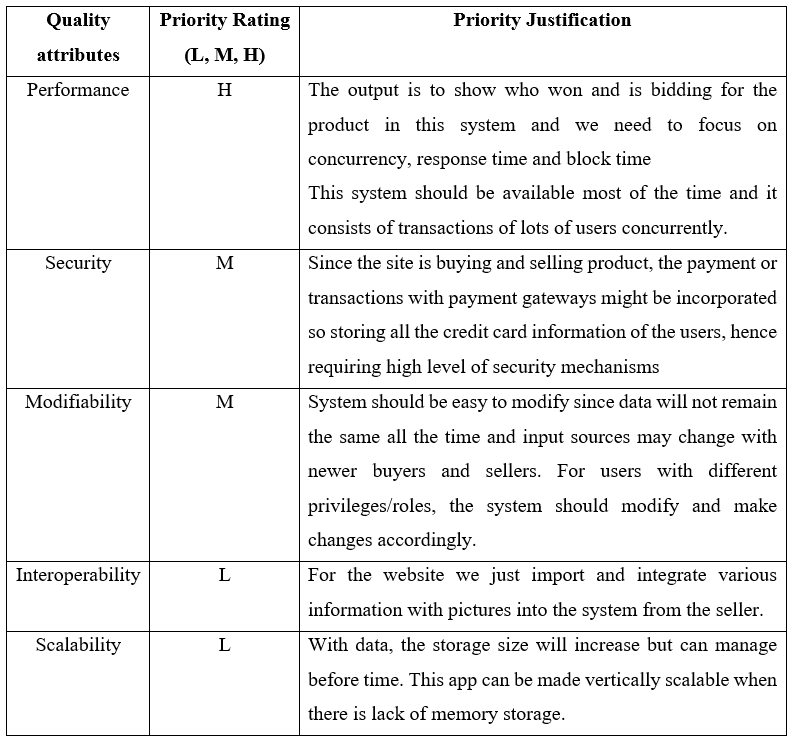 Quality Priority Rating Priority Justification
attributes (L, M, H)
Performance H The output is to show who won and is bidding for the
product in this system and we need to focus on
concurrency, response time and block time
This system should be available most of the time and it
consists of transactions of lots of users concurrently.
Security M Since the site is buying and selling product, the payment or
transactions with payment gateways might be incorporated
so storing all the credit card information of the users, hence
requiring high level of security mechanisms
Modifiability M System should be easy to modify since data will not remain
the same all the time and input sources may change with
newer buyers and sellers. For users with different
privileges/roles, the system should modify and make
changes accordingly.
Interoperability L For the website we just import and integrate various
information with pictures into the system from the seller.
Scalability L With data, the storage size will increase but can manage
before time. This app can be made vertically scalable when
there is lack of memory storage.